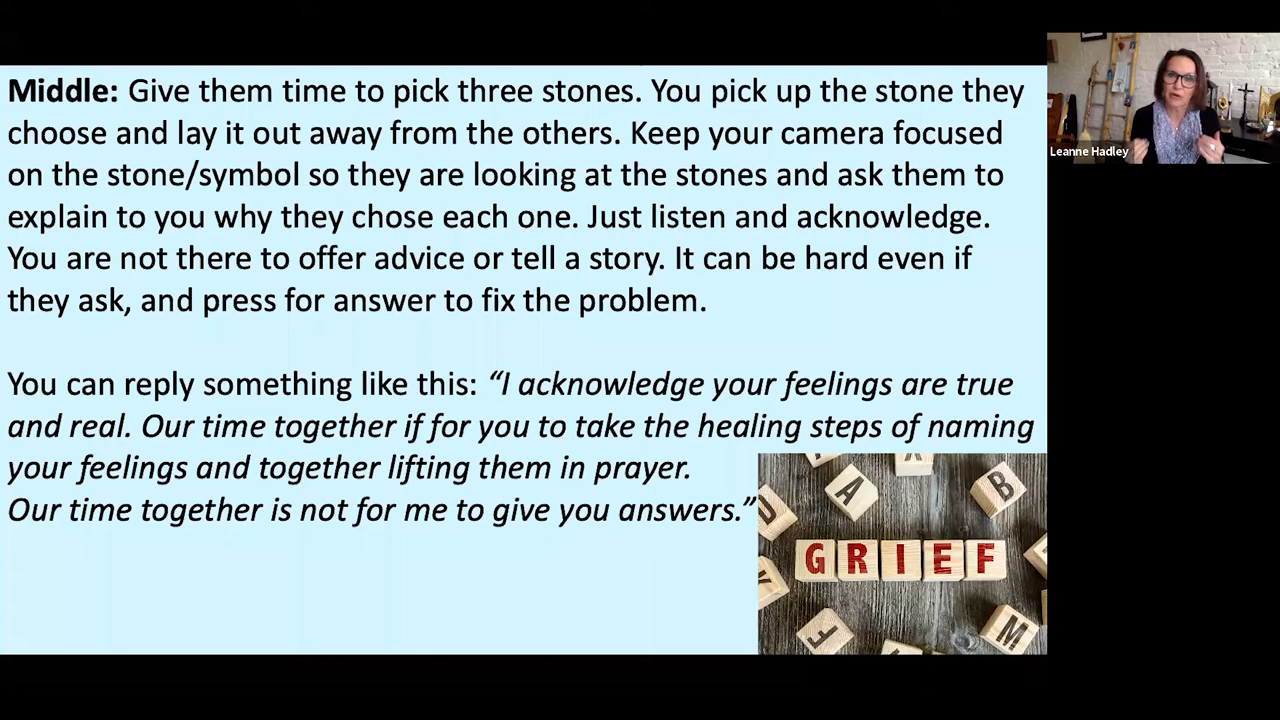 Middle: Give them time to pick three stones. You pick up the stone they
choose and lay it out away from the others. Keep your camera focused
on the stone/symbol so they are looking at the stones and ask them to
explain to you why they chose each one. Just listen and acknowledge.
You are not there to offer advice or tell a story. It can be hard even if
they ask, and press for answer to fix the problem.
You can reply something like this: “I acknowledge your feelings are true
and real. Our time together if for you to take the healing steps of naming
your feelings and together lifting them in prayer.
Our time together is not for me to give you answers.”
Leanne Hadley
A
B
GRIEF
F
M